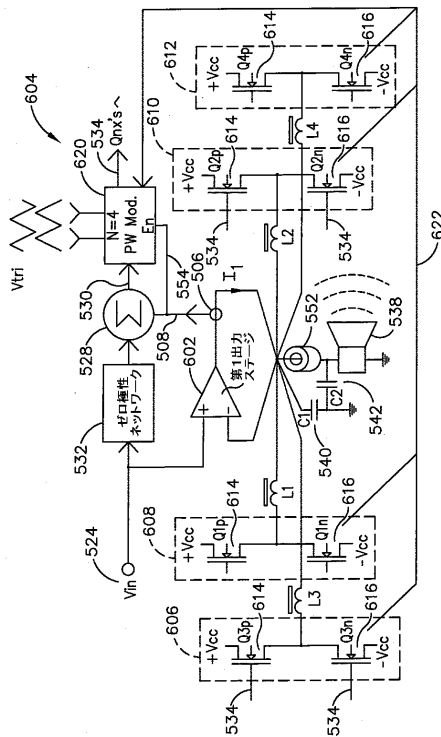 Vtri
604
620
534
Qnx'sへ
N=4
PW Mod.
En
530
528
Σ
532
ゼロ極性
ネットワーク
524
Vin
554
508
506
I1
602
+
-
第1出力
ステージ
606
608
610
612
+Vcc
+Vcc
+Vcc
+Vcc
Q3p
Q1p
Q2p
Q4p
614
614
614
614
534
534
L3
L1
L2
L4
Q3n
Q1n
Q2n
Q4n
616
616
616
616
534
534
-Vcc
-Vcc
-Vcc
-Vcc
552
C1
C2
540
542
538
622